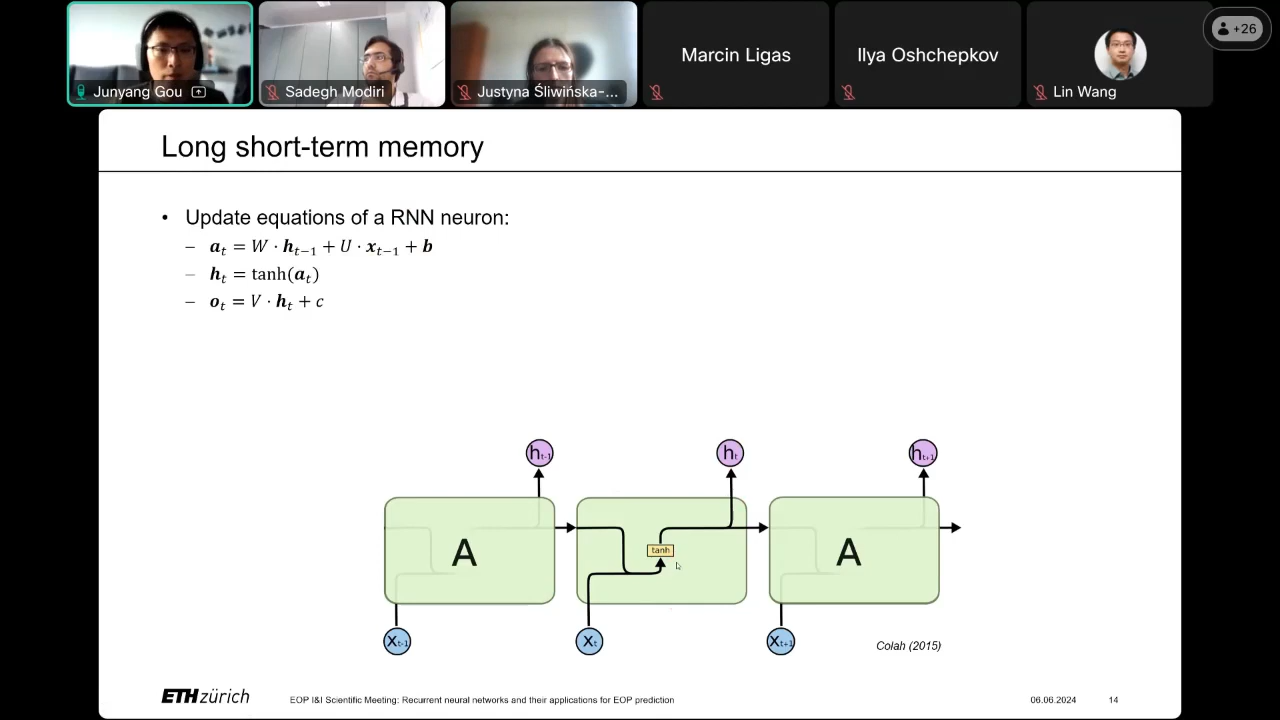 Junyang Gou
Sadegh Modiri
Justyna Śliwińska-...
Marcin Ligas
Ilya Oshchepkov
Lin Wang
+26
Long short-term memory
• Update equations of a RNN neuron:
– a_t = W · h_{t−1} + U · x_{t−1} + b
– h_t = tanh(a_t)
– o_t = V · h_t + c
h_{t-1}
h_t
h_{t+1}
A
tanh
A
X_{t-1}
X_t
X_{t+1}
Colah (2015)
ETH zürich
EOP I&I Scientific Meeting: Recurrent neural networks and their applications for EOP prediction
06.06.2024
14